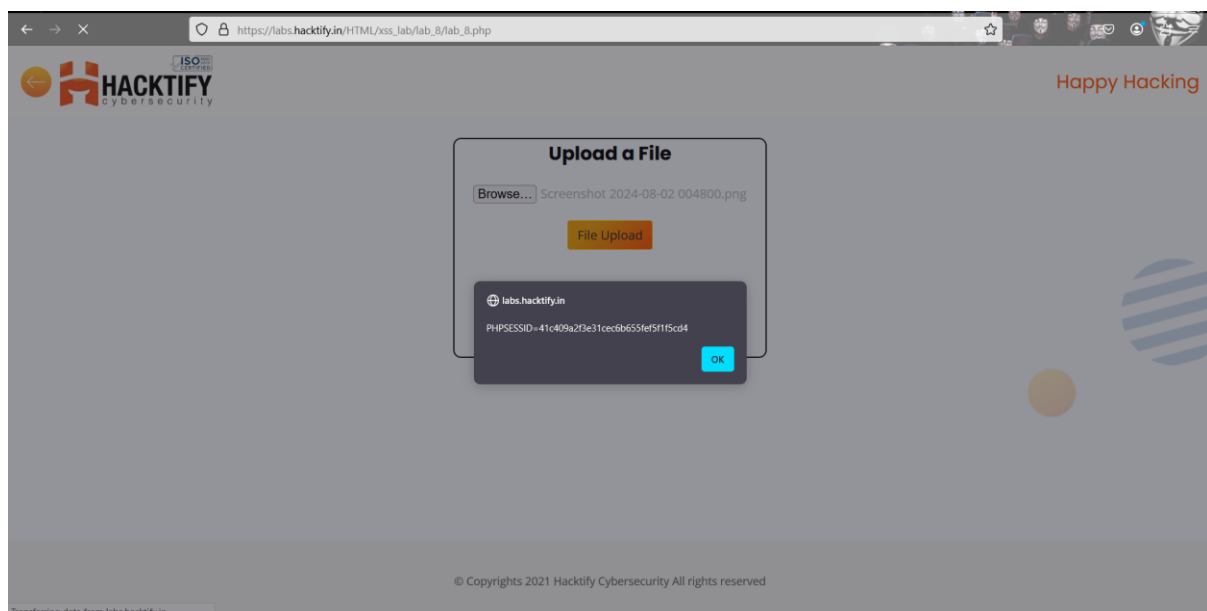 https://labs.hacktify.in/HTML/xss_lab/lab_8/lab_8.php
ISO
CERTIFIED
HACKTIFY
cybersecurity
Happy Hacking
Upload a File
Browse... Screenshot 2024-08-02 004800.png
File Upload
labs.hacktify.in
PHPSESSID=41c409a2f3e31cec6b655fef5f1f5cd4
OK
© Copyrights 2021 Hacktify Cybersecurity All rights reserved